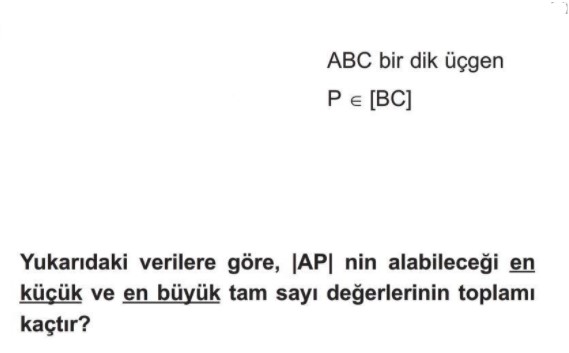 ABC bir dik üçgen
P ∈ [BC]
Yukarıdaki verilere göre, |AP| nin alabileceği en
küçük ve en büyük tam sayı değerlerinin toplamı
kaçtır?